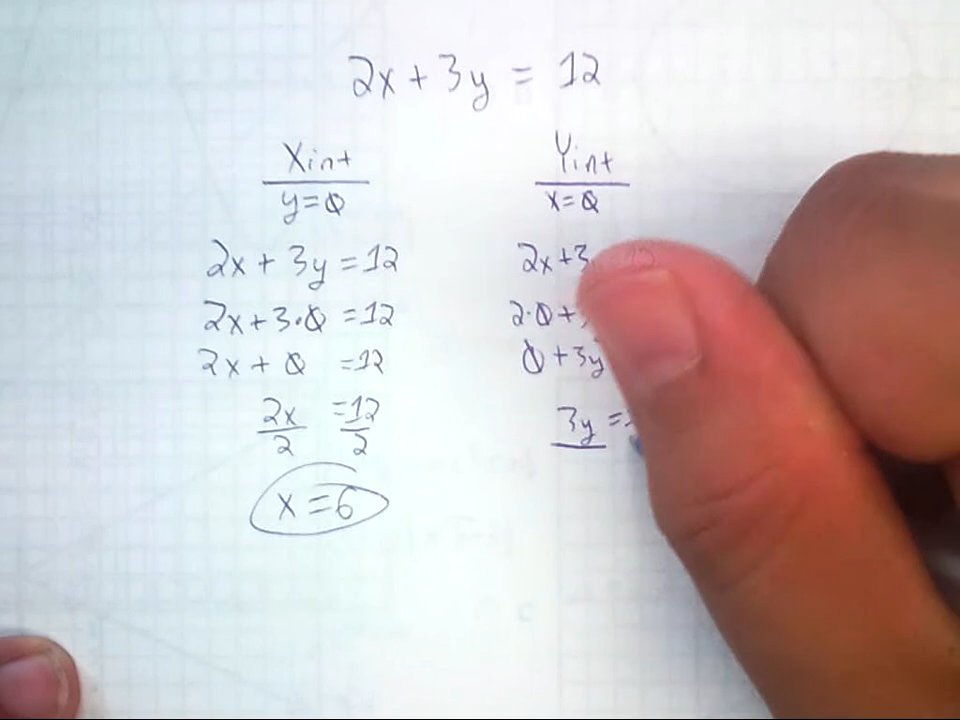 2x + 3y = 12
Xint
y=0
2x + 3y = 12
2x + 3·0 = 12
2x + 0 = 12
2x = 12
2 2
x = 6
Yint
x=0
2x+3
2·0+
0+3y
3y =